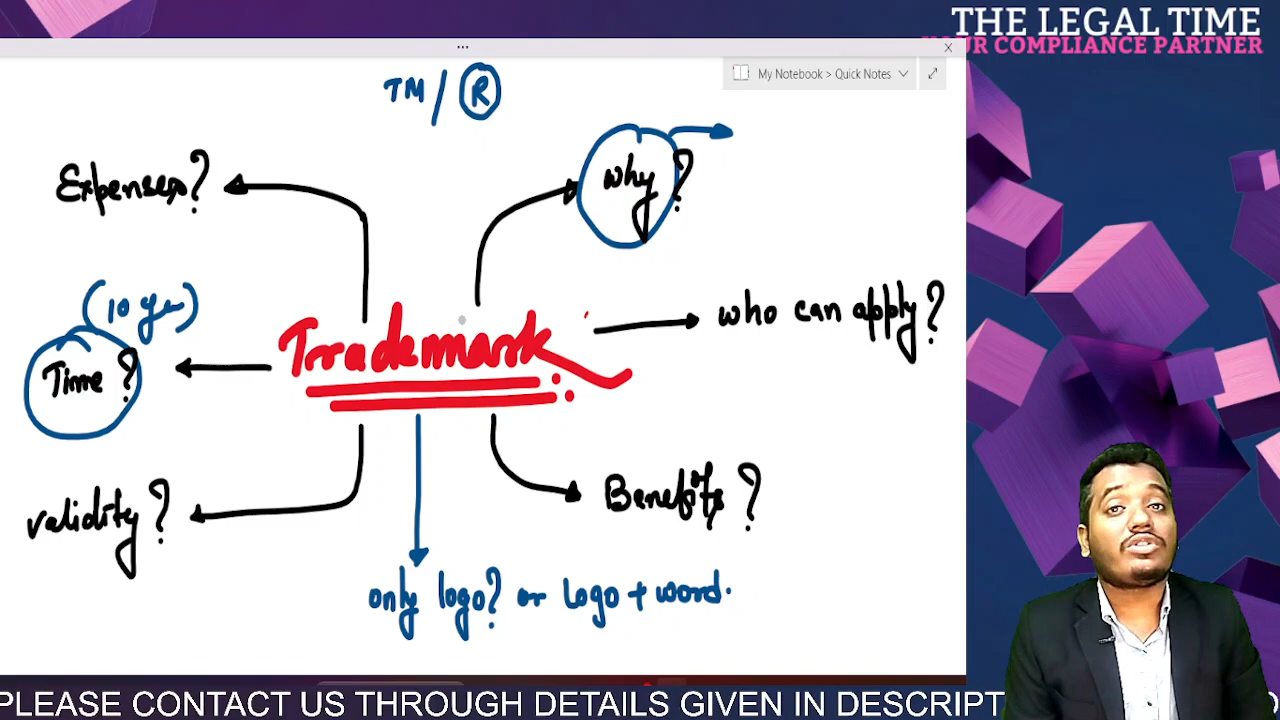 THE LEGAL TIME
YOUR COMPLIANCE PARTNER
My Notebook > Quick Notes
TM / R
Expenses?
why?
(10 year)
Trademark
who can apply?
Time?
validity?
Benefits?
only logo? or Logo + word.
PLEASE CONTACT US THROUGH DETAILS GIVEN IN DESCRIPT